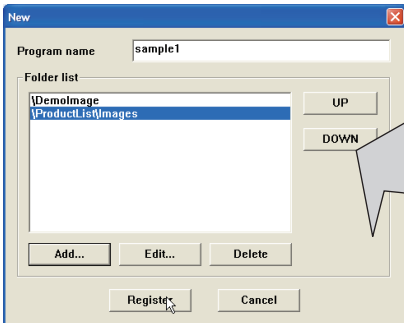 New
Program name sample1
Folder list
\DemoImage
\ProductList\Images
UP
DOWN
Add... Edit... Delete
Register Cancel